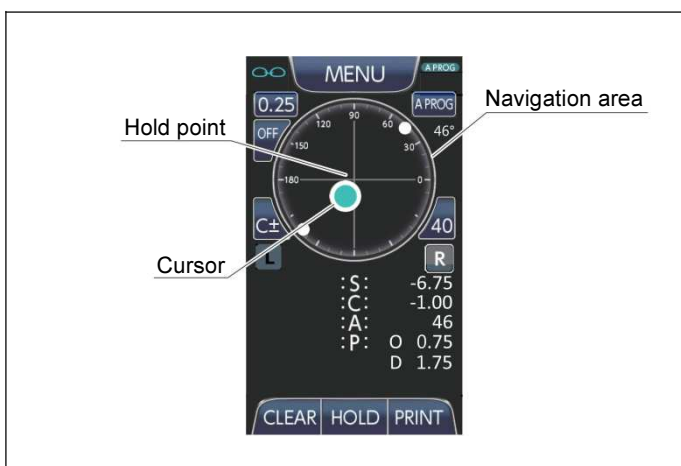 MENU
A PROG
0.25
A PROG
Navigation area
OFF
120
90
60
46°
Hold point
150
30
180
0
C±
40
Cursor
L
R
:S: -6.75
:C: -1.00
:A: 46
:P: O 0.75
D 1.75
CLEAR HOLD PRINT